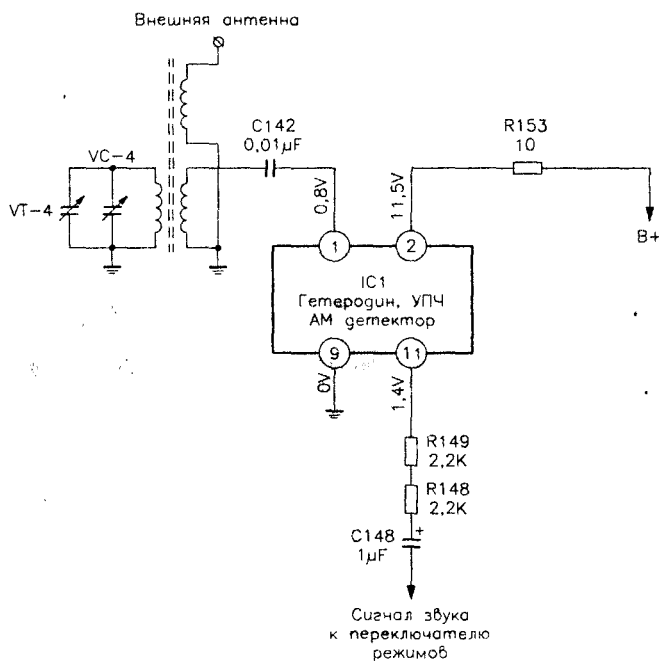 Внешняя антенна
C142
0,01μF
R153
10
VC-4
VT-4
0,8V
11,5V
B+
1
2
IC1
Гетеродин, УПЧ
АМ детектор
9
11
0V
1,4V
R149
2,2K
R148
2,2K
C148
+
1μF
Сигнал звука
к переключателю
режимов